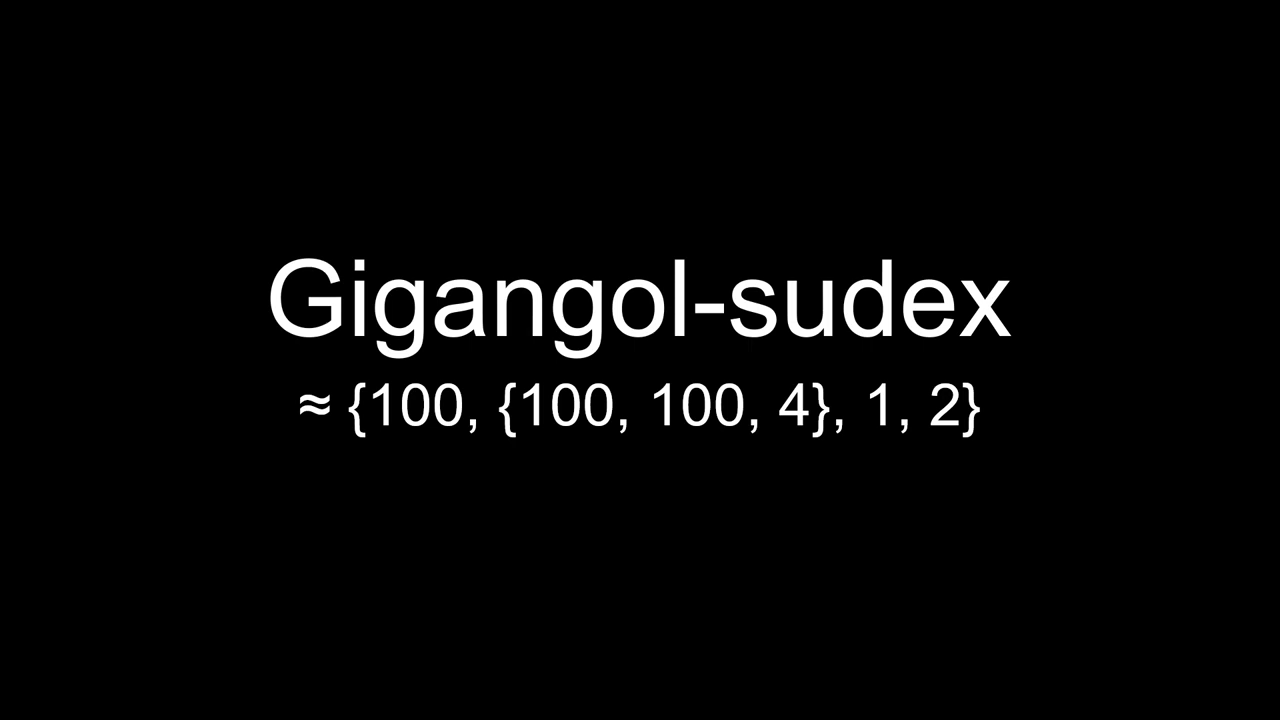 Gigangol-sudex
≈ {100, {100, 100, 4}, 1, 2}